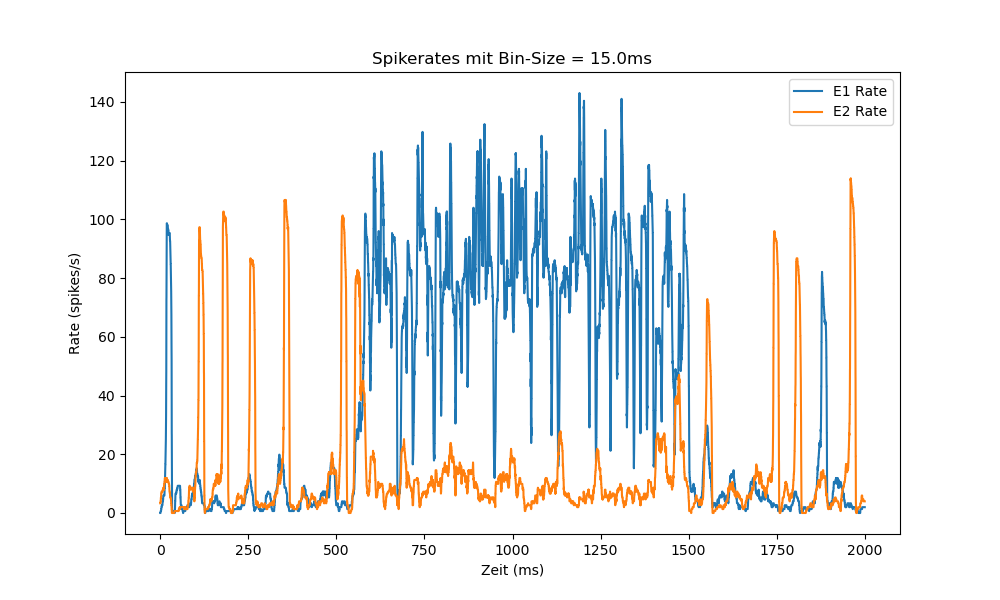 Spikerates mit Bin-Size = 15.0ms
E1 Rate
E2 Rate
140
120
100
80
60
40
20
0
Rate (spikes/s)
0 250 500 750 1000 1250 1500 1750 2000
Zeit (ms)